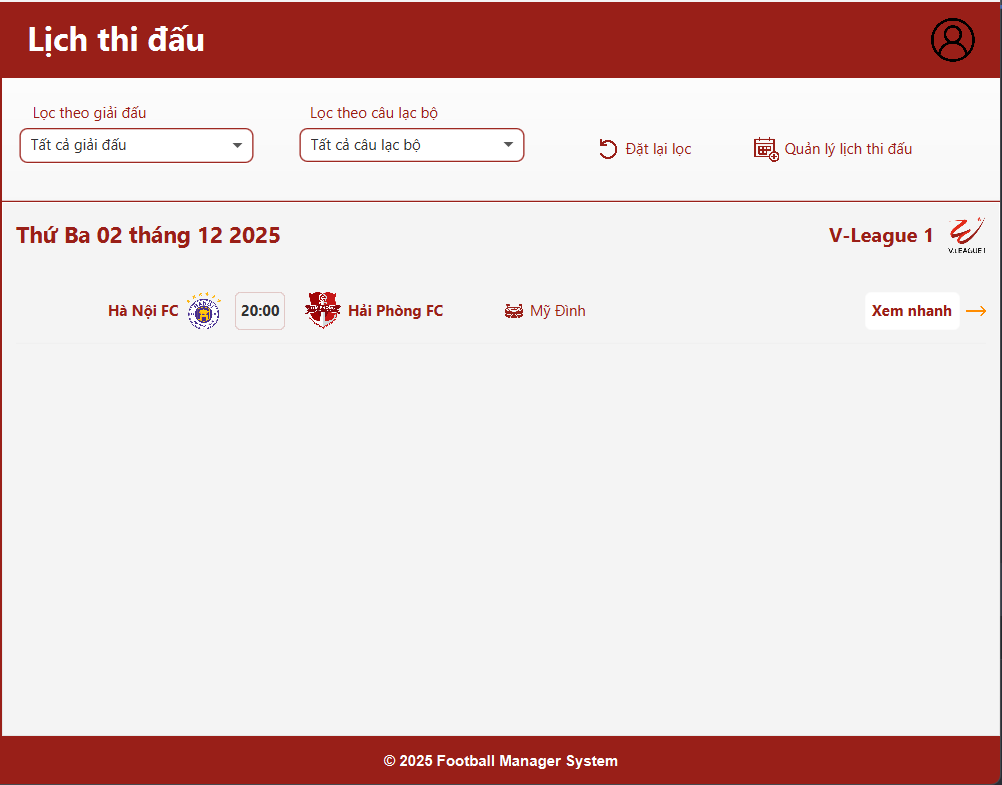 Lịch thi đấu
Lọc theo giải đấu
Lọc theo câu lạc bộ
Tất cả giải đấu
Tất cả câu lạc bộ
Đặt lại lọc
Quản lý lịch thi đấu
Thứ Ba 02 tháng 12 2025
V-League 1
V.LEAGUE 1
Hà Nội FC
20:00
Hải Phòng FC
Mỹ Đình
Xem nhanh
© 2025 Football Manager System